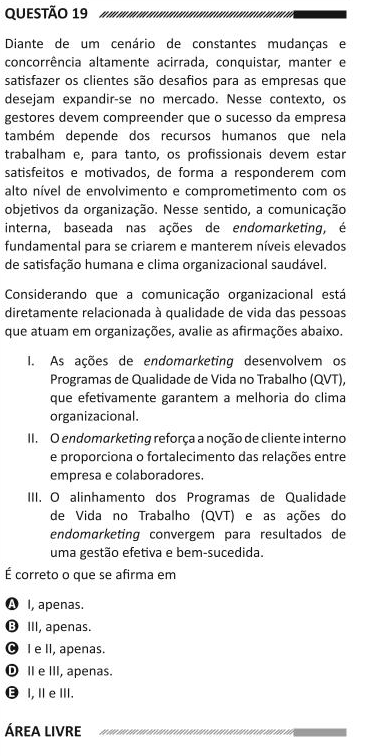 QUESTÃO 19
Diante de um cenário de constantes mudanças e
concorrência altamente acirrada, conquistar, manter e
satisfazer os clientes são desafios para as empresas que
desejam expandir-se no mercado. Nesse contexto, os
gestores devem compreender que o sucesso da empresa
também depende dos recursos humanos que nela
trabalham e, para tanto, os profissionais devem estar
satisfeitos e motivados, de forma a responderem com
alto nível de envolvimento e comprometimento com os
objetivos da organização. Nesse sentido, a comunicação
interna, baseada nas ações de endomarketing, é
fundamental para se criarem e manterem níveis elevados
de satisfação humana e clima organizacional saudável.
Considerando que a comunicação organizacional está
diretamente relacionada à qualidade de vida das pessoas
que atuam em organizações, avalie as afirmações abaixo.
I. As ações de endomarketing desenvolvem os
Programas de Qualidade de Vida no Trabalho (QVT),
que efetivamente garantem a melhoria do clima
organizacional.
II. O endomarketing reforça a noção de cliente interno
e proporciona o fortalecimento das relações entre
empresa e colaboradores.
III. O alinhamento dos Programas de Qualidade
de Vida no Trabalho (QVT) e as ações do
endomarketing convergem para resultados de
uma gestão efetiva e bem-sucedida.
É correto o que se afirma em
A I, apenas.
B III, apenas.
C I e II, apenas.
D II e III, apenas.
E I, II e III.
ÁREA LIVRE